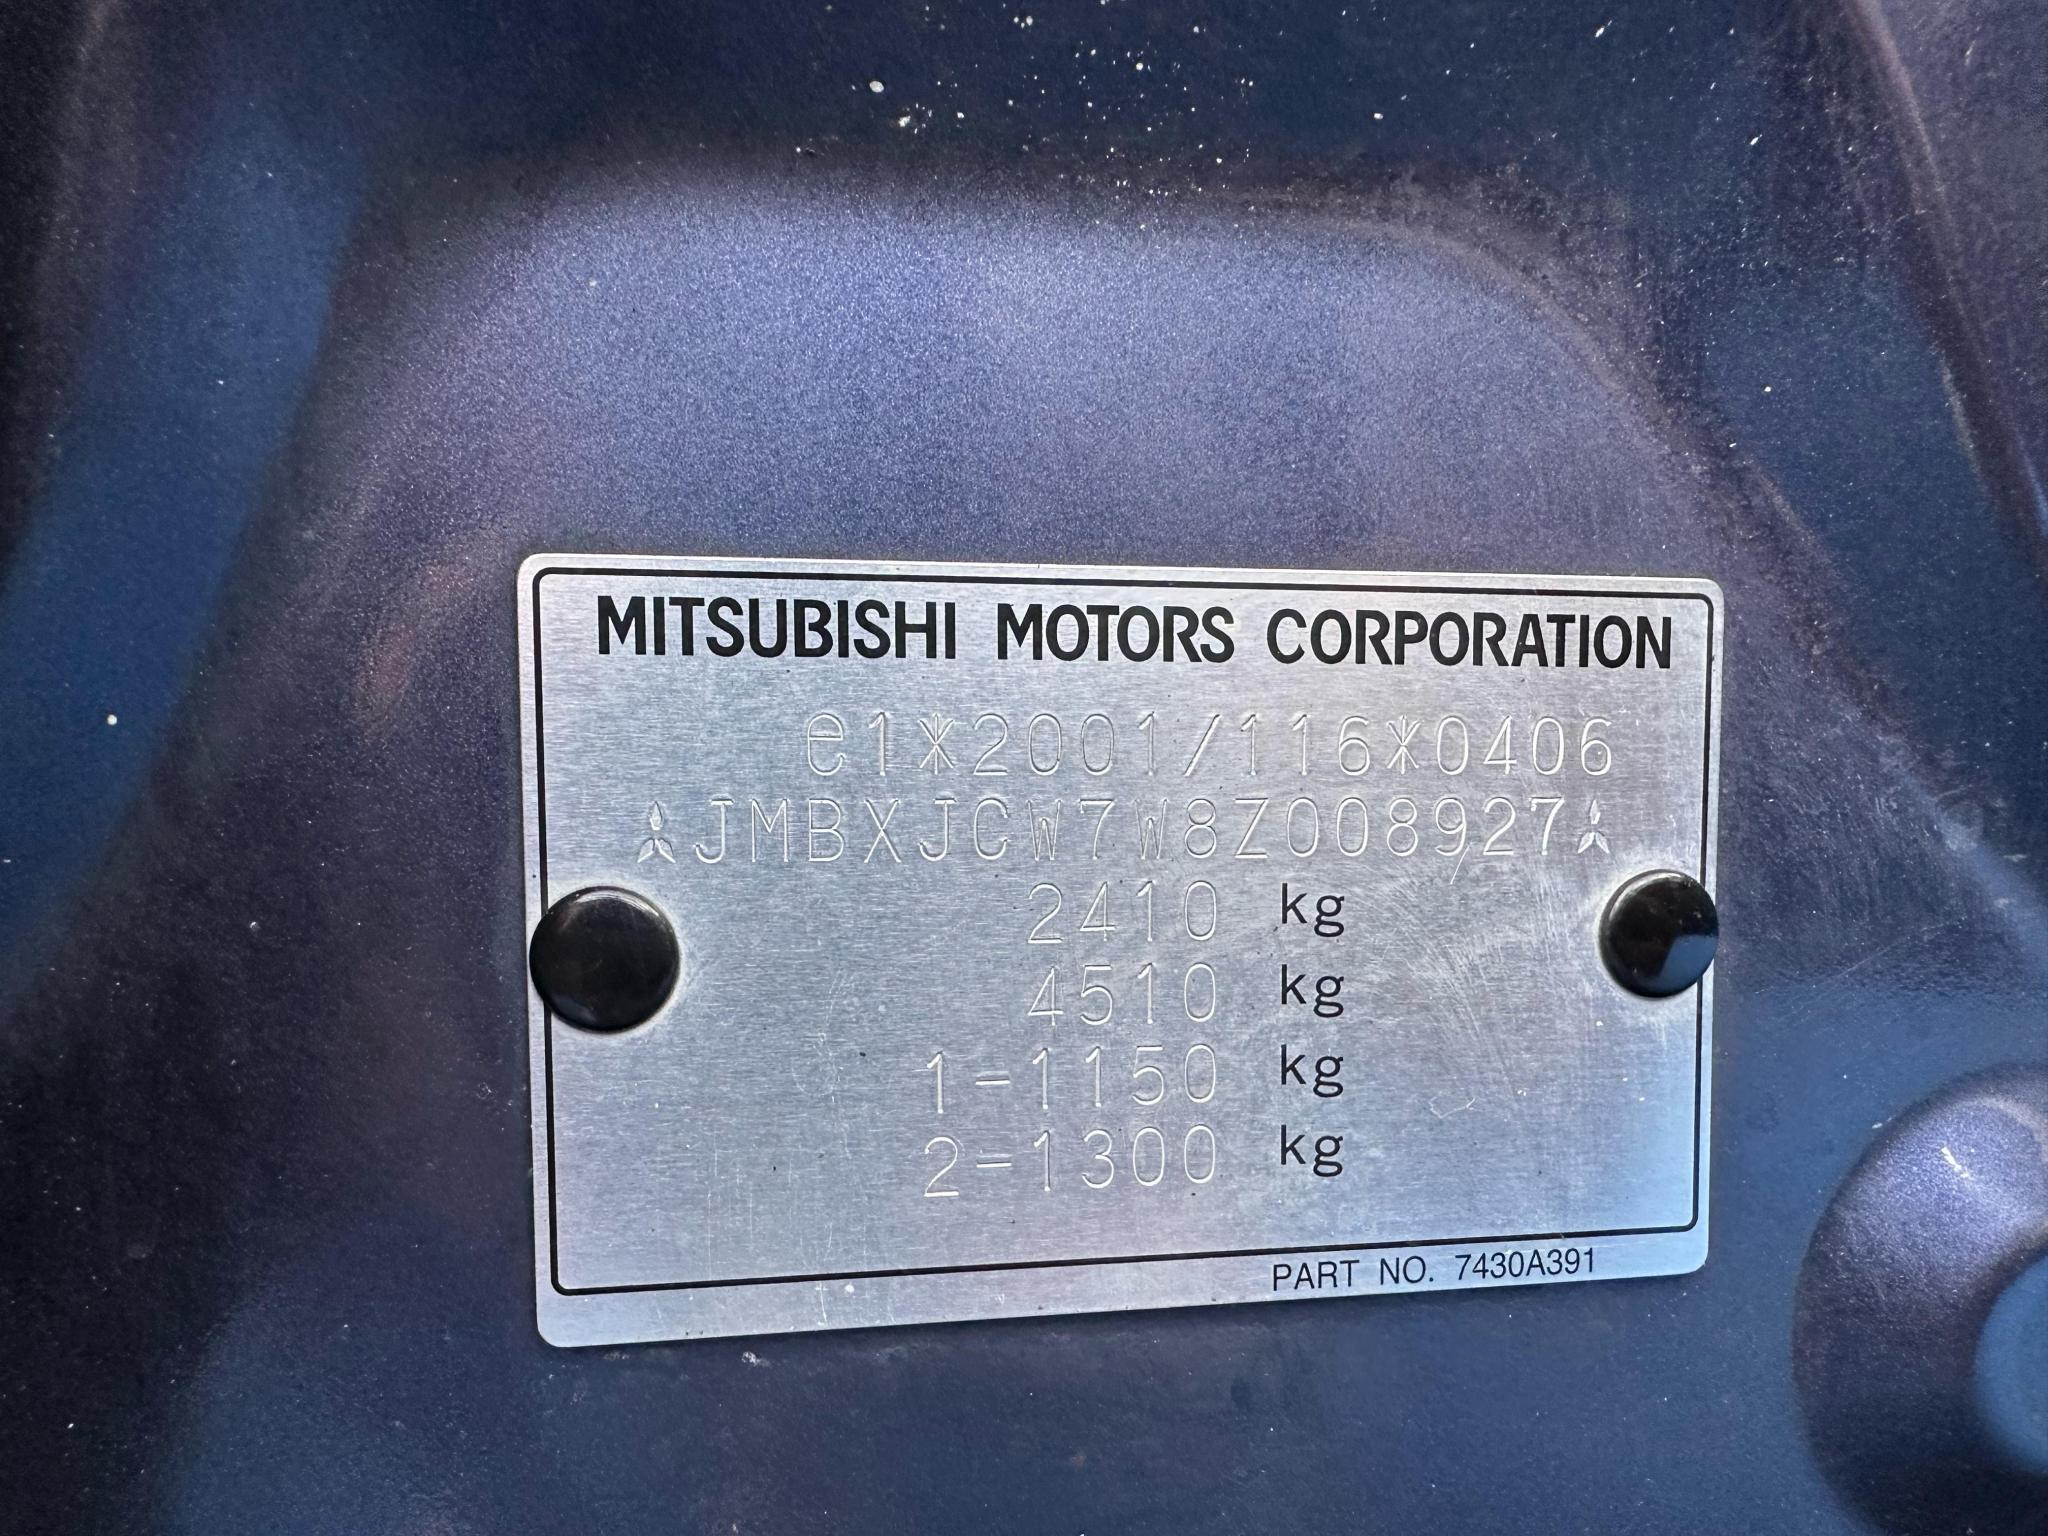 MITSUBISHI MOTORS CORPORATION
e1*2001/116*0406
JMBXJCW7W8Z008927
2410 kg
4510 kg
1-1150 kg
2-1300 kg
PART NO. 7430A391